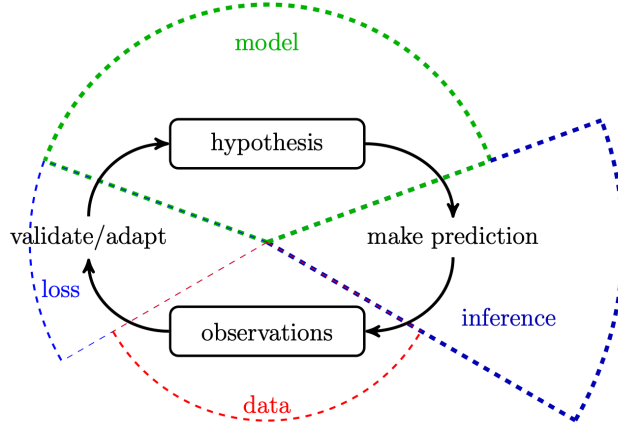 model
hypothesis
validate/adapt
make prediction
loss
inference
observations
data